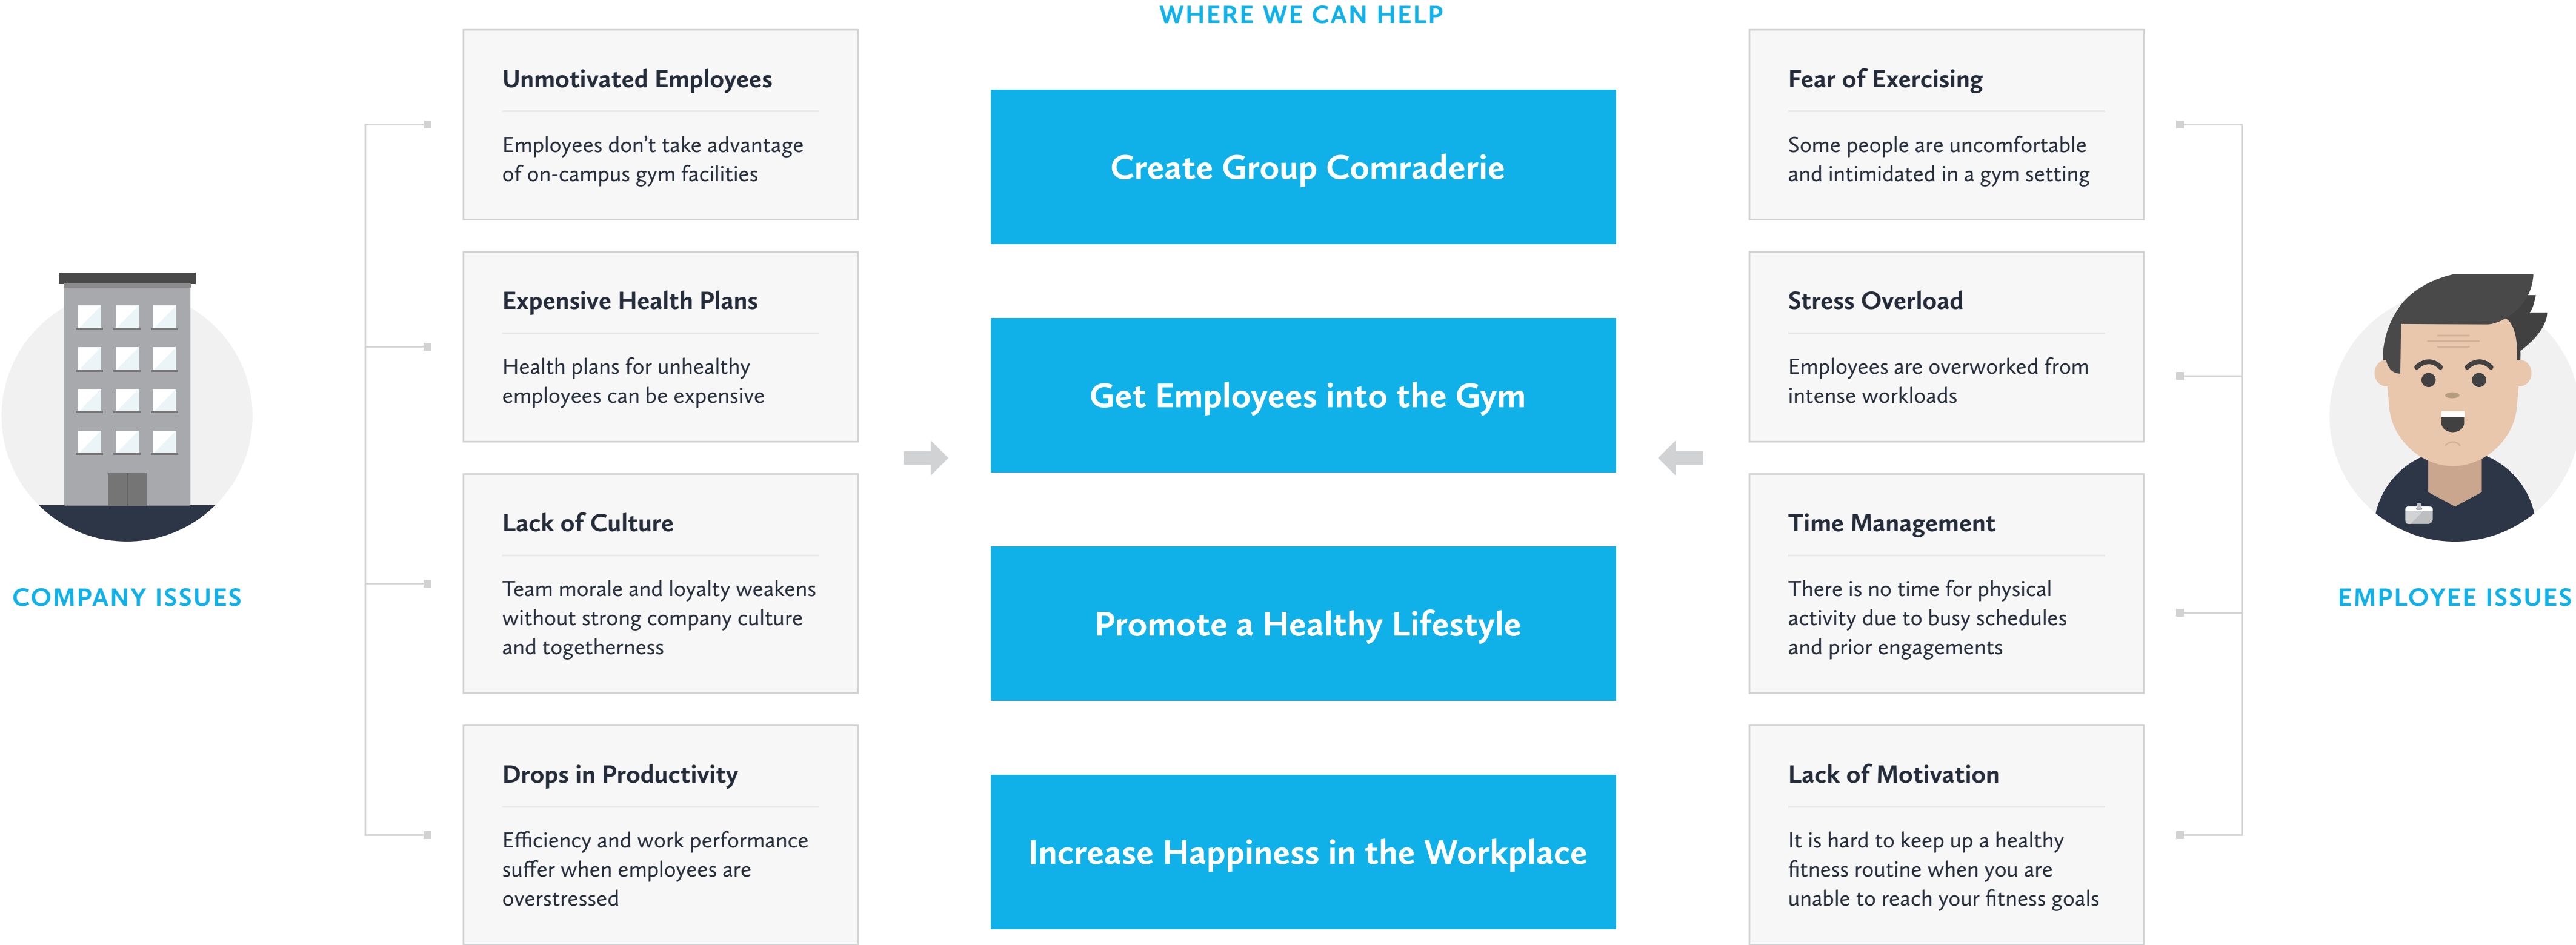 WHERE WE CAN HELP
COMPANY ISSUES
Unmotivated Employees
Employees don’t take advantage
of on-campus gym facilities
Expensive Health Plans
Health plans for unhealthy
employees can be expensive
Lack of Culture
Team morale and loyalty weakens
without strong company culture
and togetherness
Drops in Productivity
Efficiency and work performance
suffer when employees are
overstressed
Create Group Comraderie
Get Employees into the Gym
Promote a Healthy Lifestyle
Increase Happiness in the Workplace
Fear of Exercising
Some people are uncomfortable
and intimidated in a gym setting
Stress Overload
Employees are overworked from
intense workloads
Time Management
There is no time for physical
activity due to busy schedules
and prior engagements
Lack of Motivation
It is hard to keep up a healthy
fitness routine when you are
unable to reach your fitness goals
EMPLOYEE ISSUES